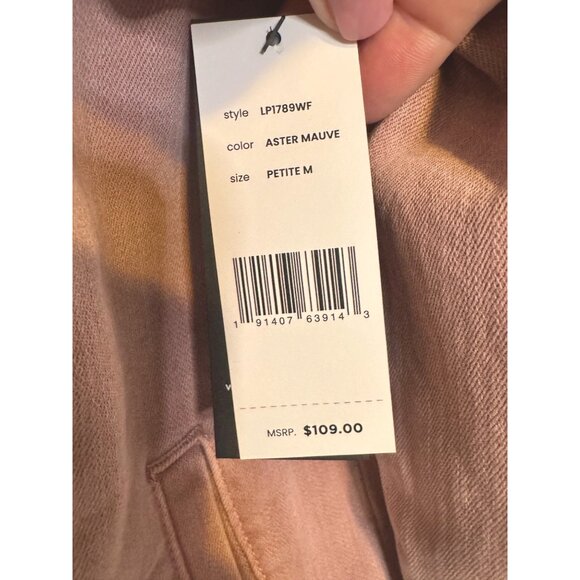 style LP1789WF
color ASTER MAUVE
size PETITE M
1 91407 63914 3
MSRP. $109.00